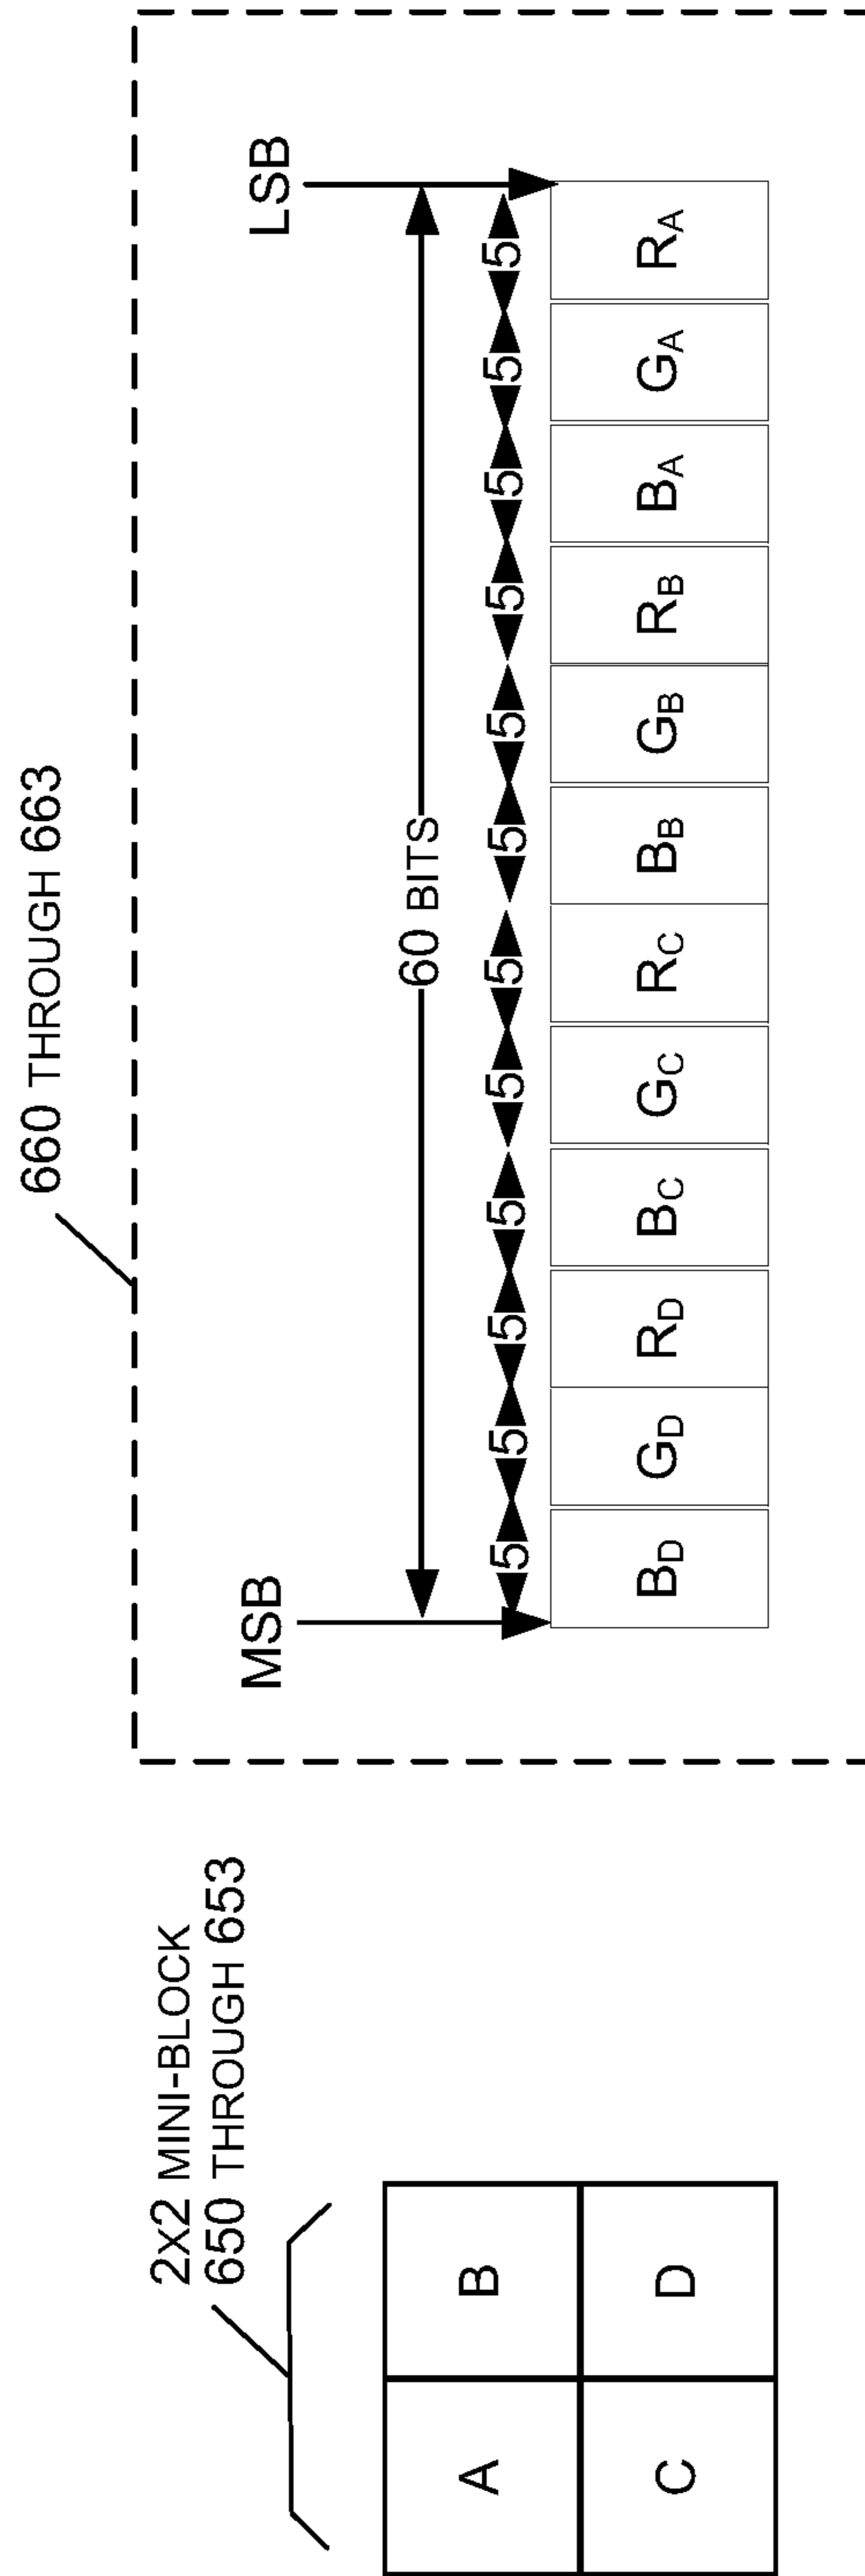 2X2 MINI-BLOCK
650 THROUGH 653
A B
C D
660 THROUGH 663
MSB LSB
60 BITS
5 5 5 5 5 5 5 5 5 5 5 5
BD GD RD BC GC RC BB GB RB BA GA RA